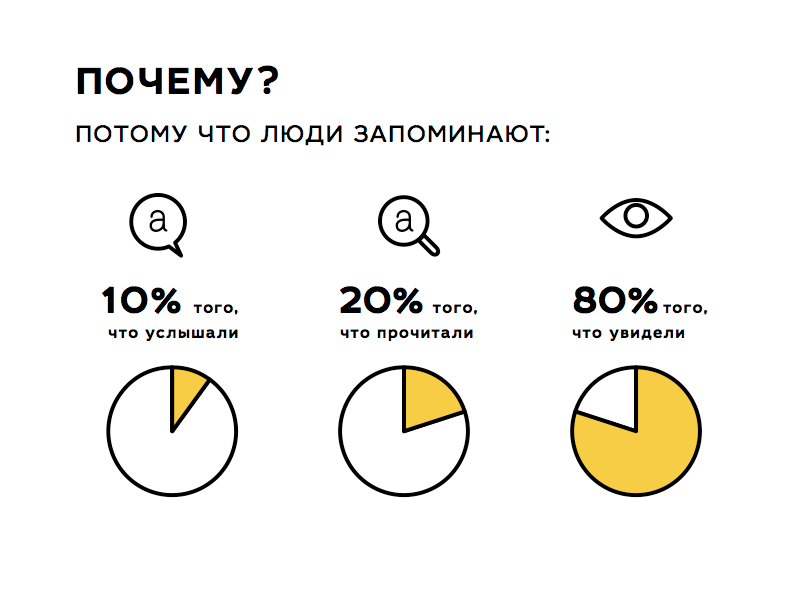 ПОЧЕМУ?
ПОТОМУ ЧТО ЛЮДИ ЗАПОМИНАЮТ:
a
a
10% того,
что услышали
20% того,
что прочитали
80% того,
что увидели